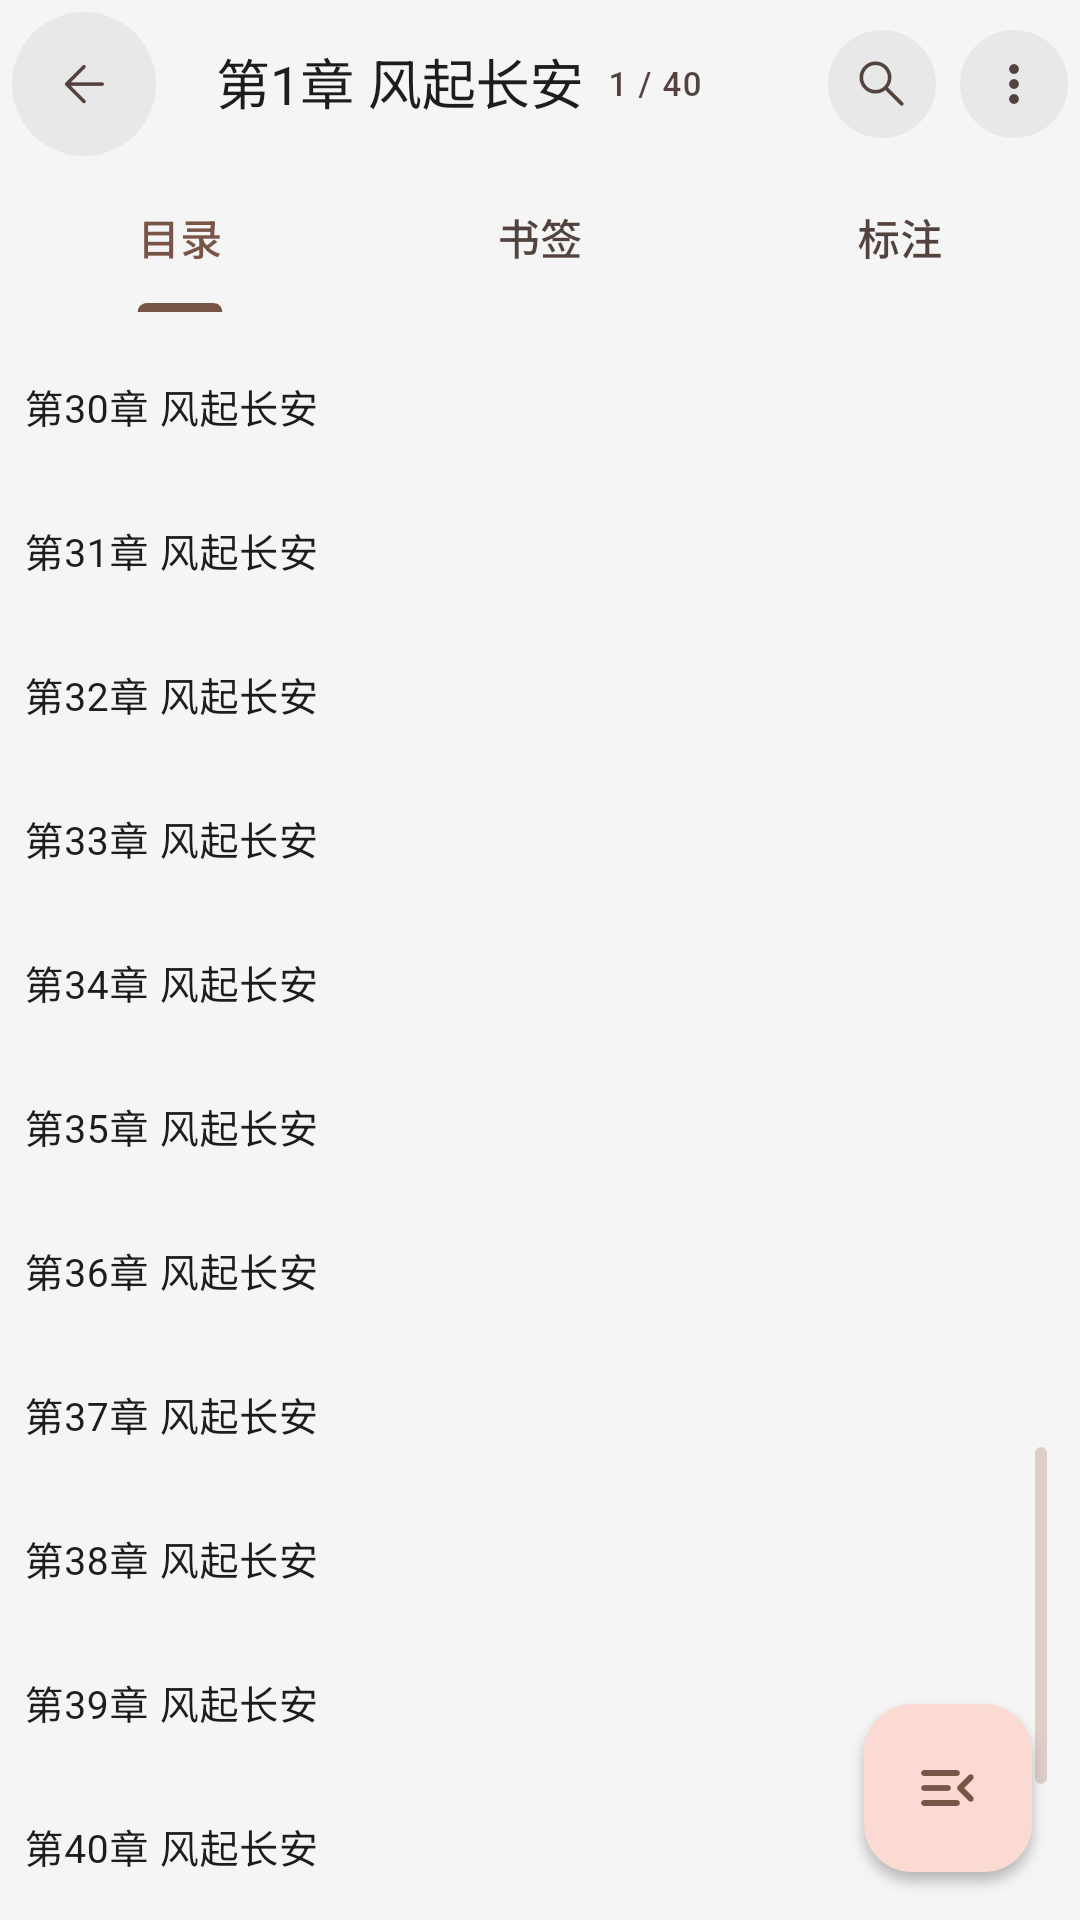 第1章 风起长安 1 / 40
目录 书签 标注
第30章 风起长安
第31章 风起长安
第32章 风起长安
第33章 风起长安
第34章 风起长安
第35章 风起长安
第36章 风起长安
第37章 风起长安
第38章 风起长安
第39章 风起长安
第40章 风起长安